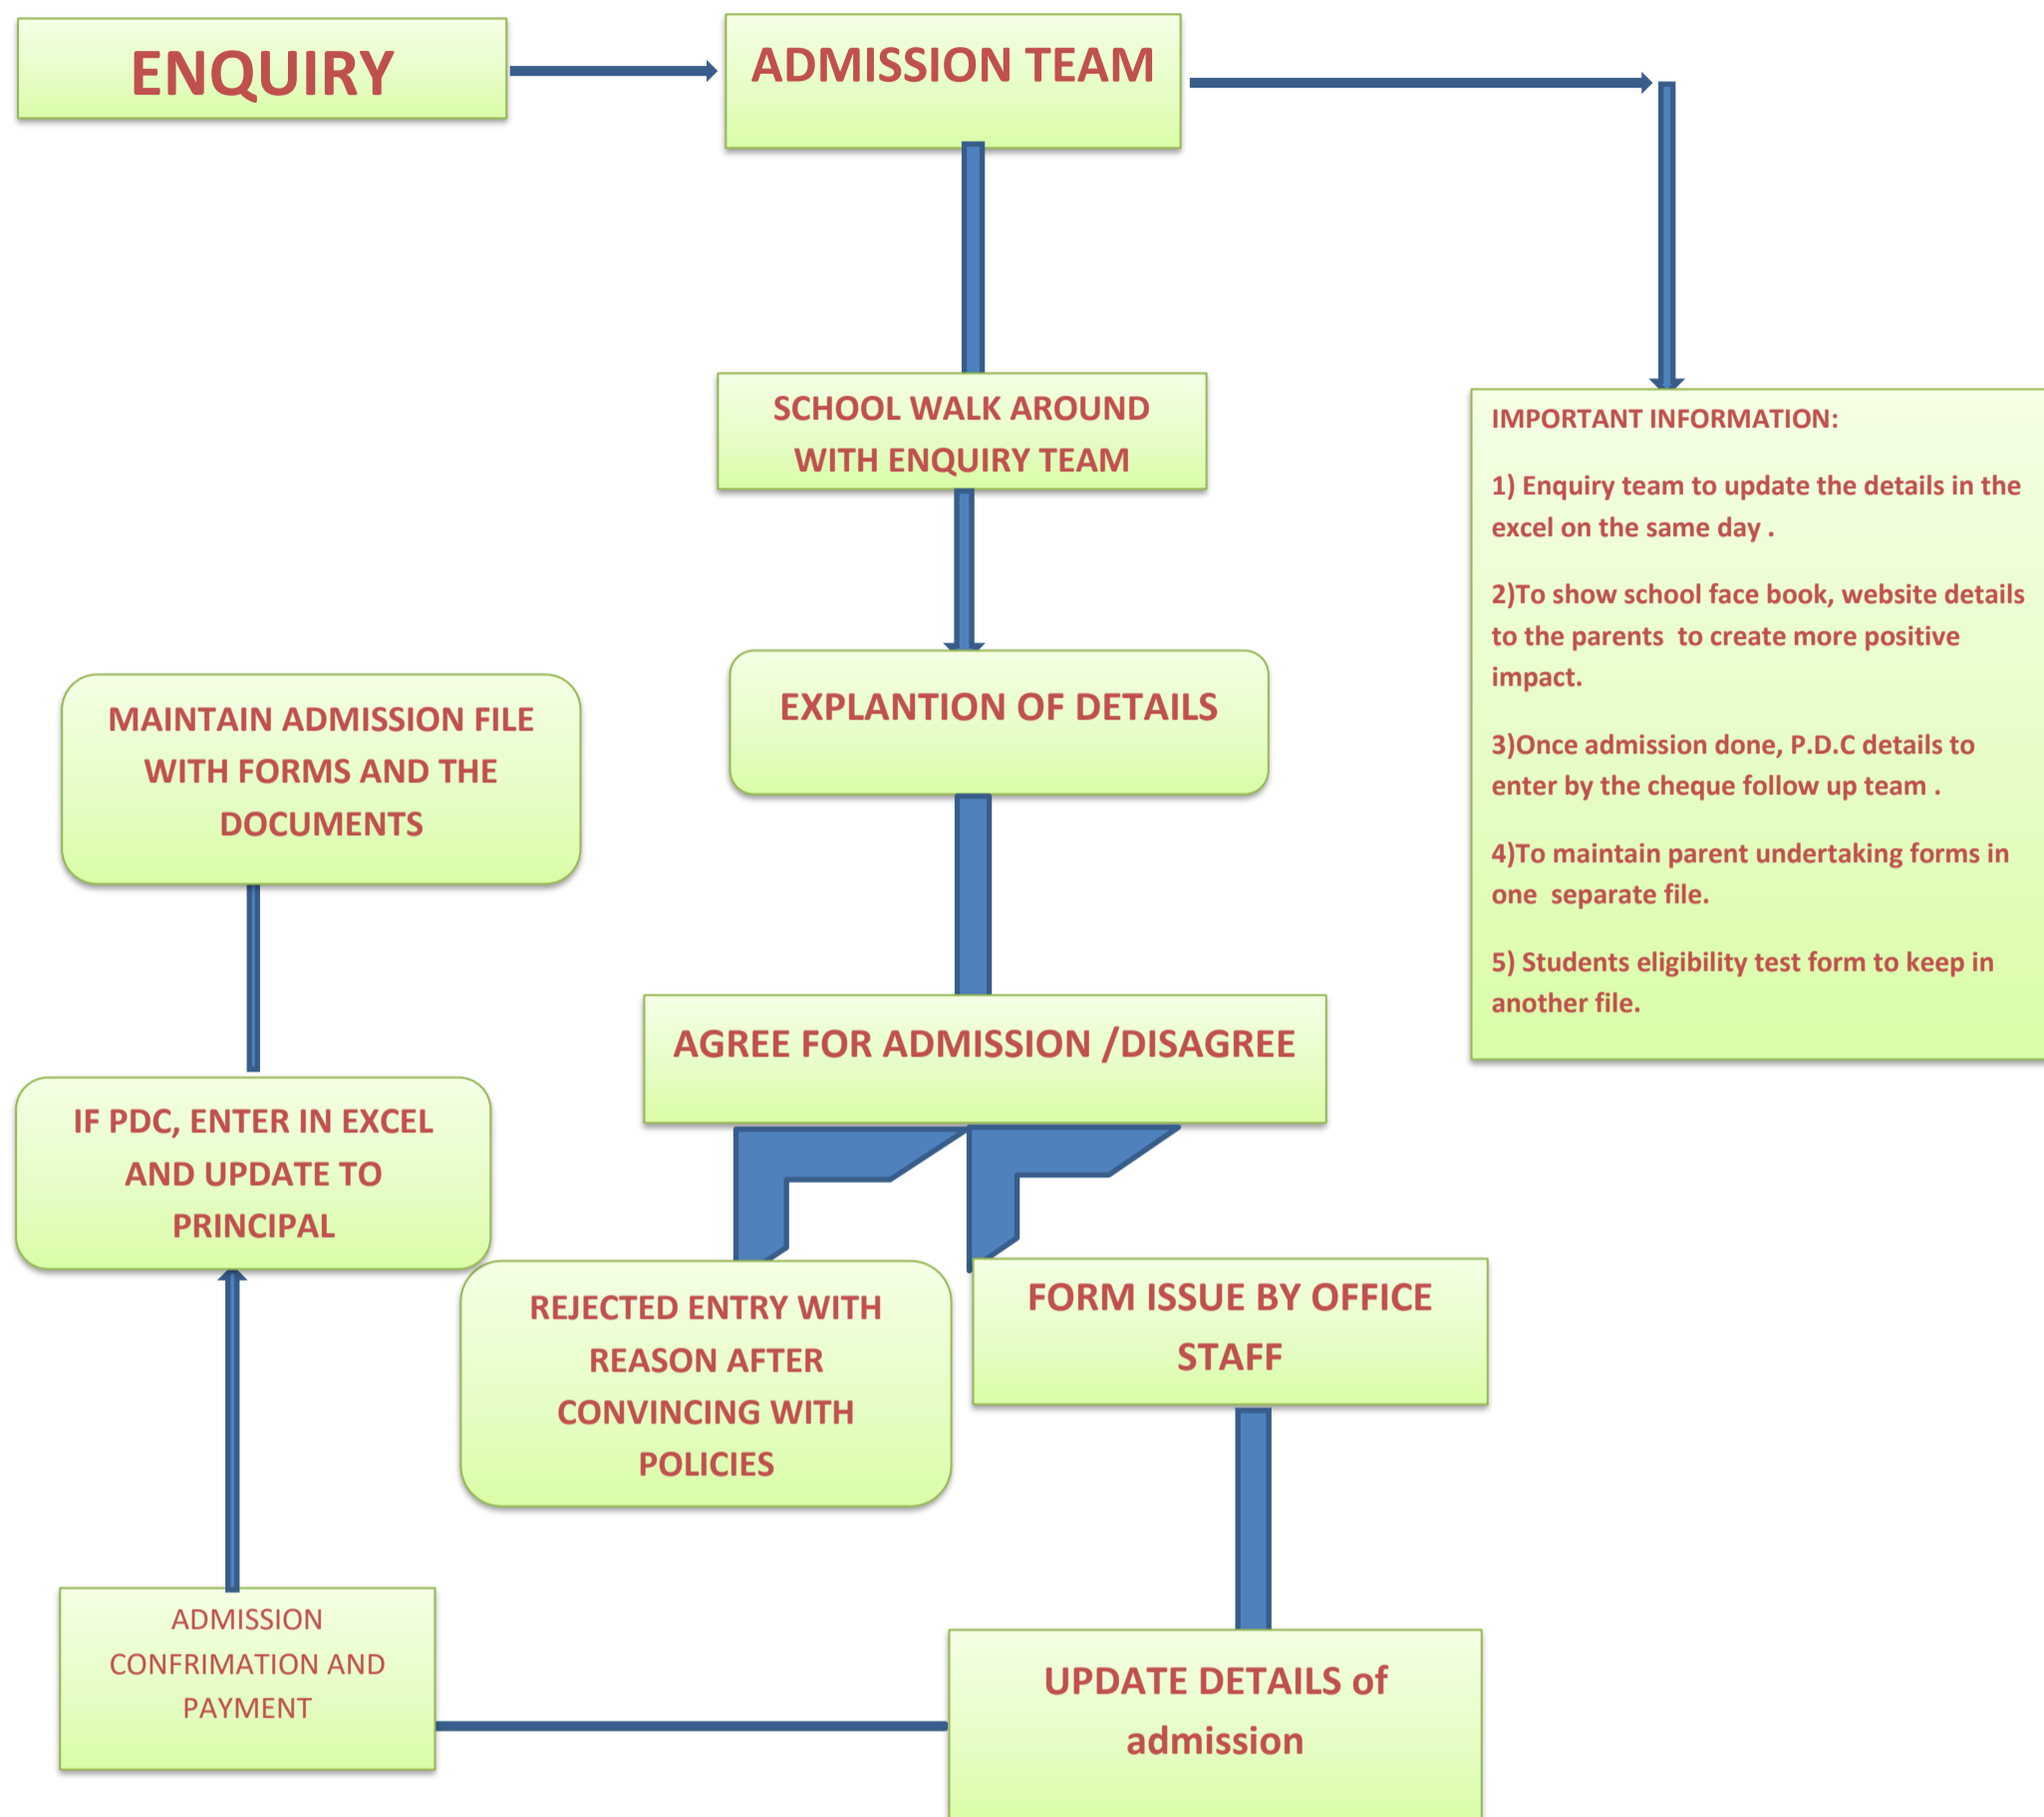 ENQUIRY
ADMISSION TEAM
SCHOOL WALK AROUND
WITH ENQUIRY TEAM
IMPORTANT INFORMATION:
1) Enquiry team to update the details in the
excel on the same day .
2)To show school face book, website details
to the parents  to create more positive
impact.
3)Once admission done, P.D.C details to
enter by the cheque follow up team .
4)To maintain parent undertaking forms in
one  separate file.
5) Students eligibility test form to keep in
another file.
EXPLANTION OF DETAILS
MAINTAIN ADMISSION FILE
WITH FORMS AND THE
DOCUMENTS
AGREE FOR ADMISSION /DISAGREE
IF PDC, ENTER IN EXCEL
AND UPDATE TO
PRINCIPAL
REJECTED ENTRY WITH
REASON AFTER
CONVINCING WITH
POLICIES
FORM ISSUE BY OFFICE
STAFF
ADMISSION
CONFRIMATION AND
PAYMENT
UPDATE DETAILS of
admission